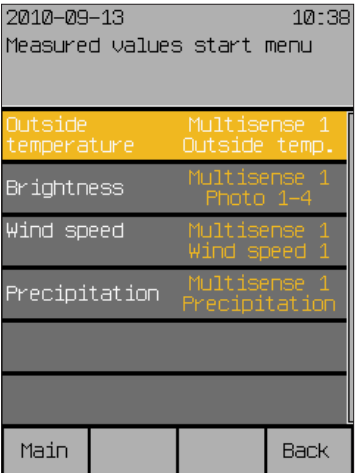 2010-09-13 10:38
Measured values start menu
Outside temperature Multisense 1 Outside temp.
Brightness Multisense 1 Photo 1-4
Wind speed Multisense 1 Wind speed 1
Precipitation Multisense 1 Precipitation
Main Back